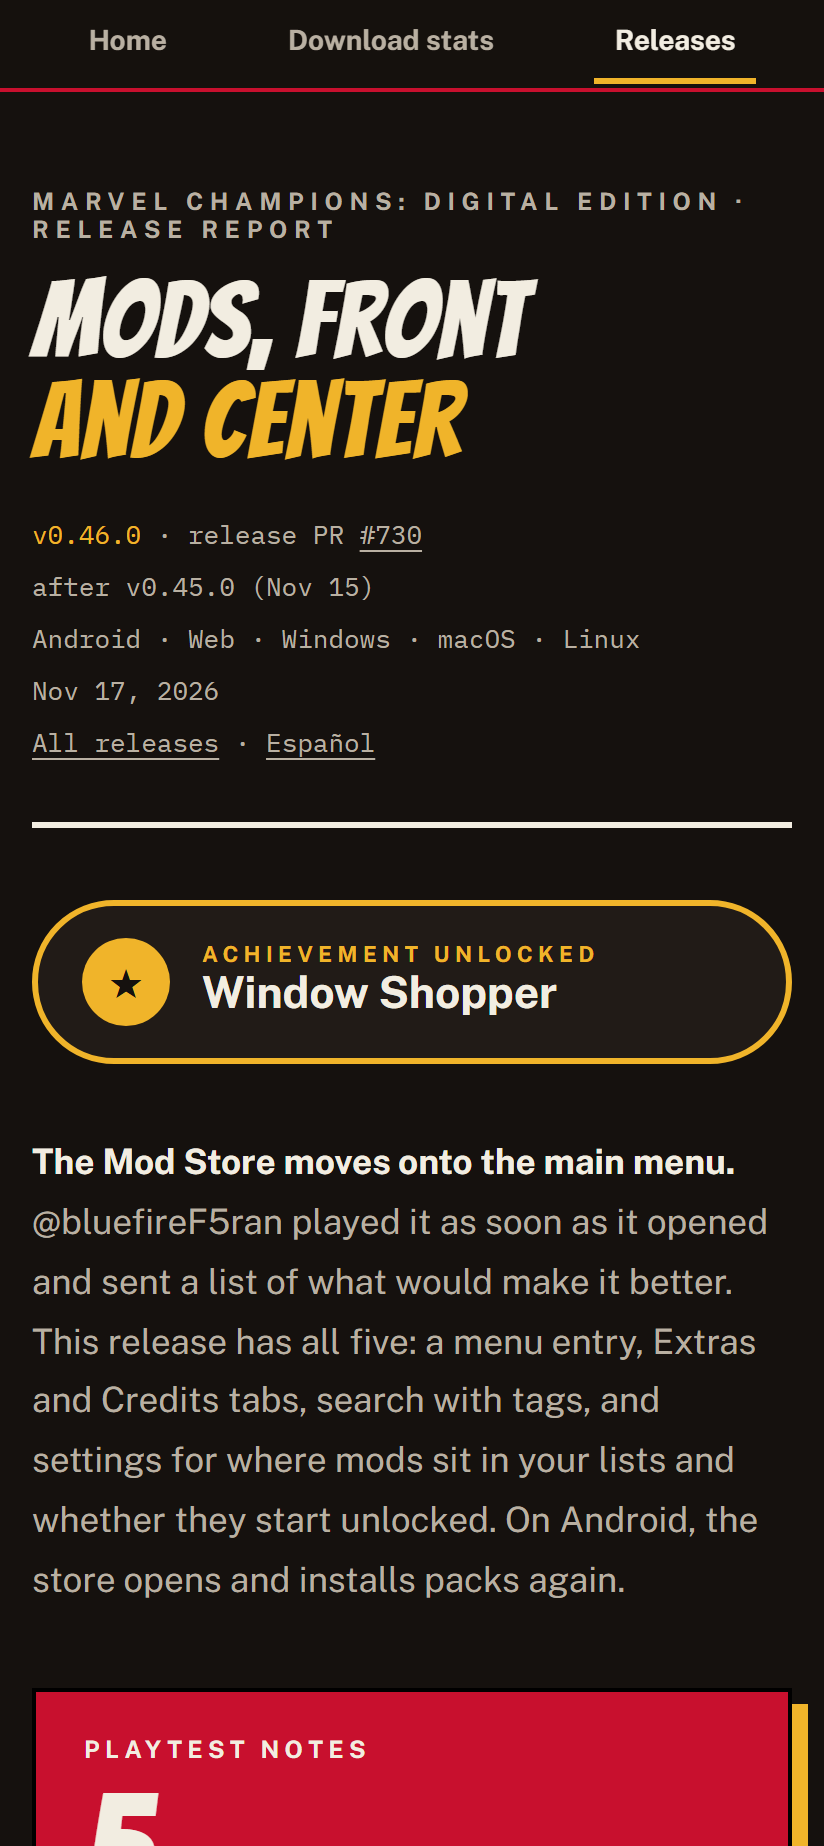 Home Download stats Releases
MARVEL CHAMPIONS: DIGITAL EDITION ·
RELEASE REPORT
MODS, FRONT
AND CENTER
v0.46.0 · release PR #730
after v0.45.0 (Nov 15)
Android · Web · Windows · macOS · Linux
Nov 17, 2026
All releases · Español
ACHIEVEMENT UNLOCKED
Window Shopper
The Mod Store moves onto the main menu.
@bluefireF5ran played it as soon as it opened
and sent a list of what would make it better.
This release has all five: a menu entry, Extras
and Credits tabs, search with tags, and
settings for where mods sit in your lists and
whether they start unlocked. On Android, the
store opens and installs packs again.
PLAYTEST NOTES
5